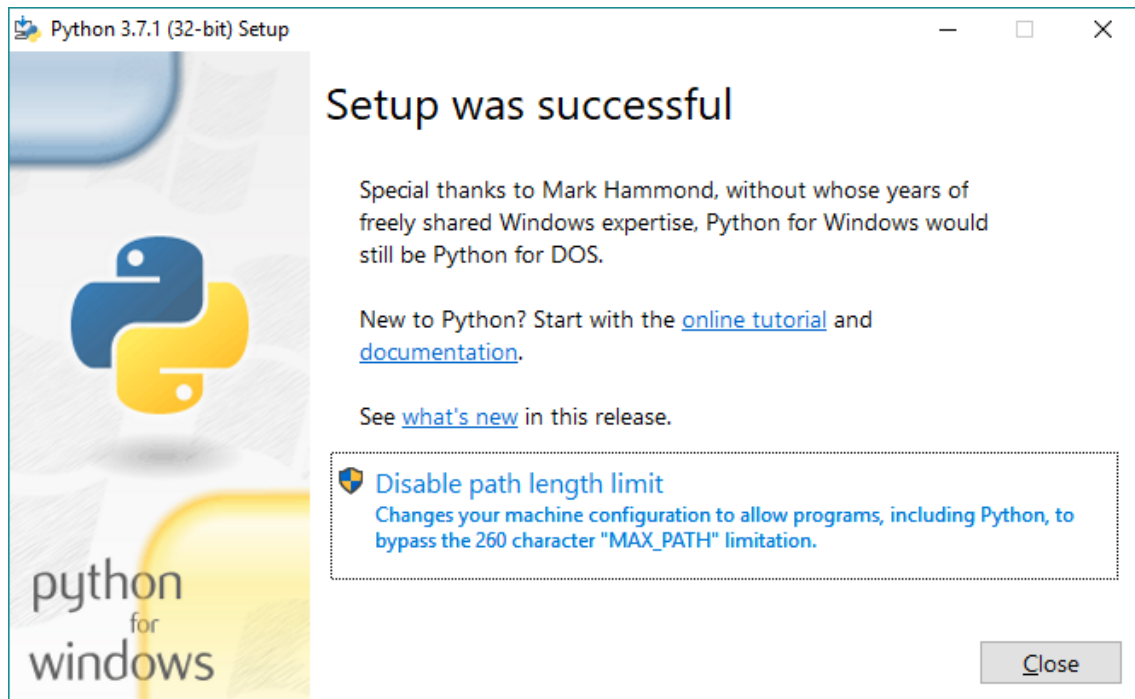 Python 3.7.1 (32-bit) Setup
Setup was successful
Special thanks to Mark Hammond, without whose years of
freely shared Windows expertise, Python for Windows would
still be Python for DOS.
New to Python? Start with the online tutorial and
documentation.
See what's new in this release.
Disable path length limit
Changes your machine configuration to allow programs, including Python, to
bypass the 260 character "MAX_PATH" limitation.
python
for
windows
Close